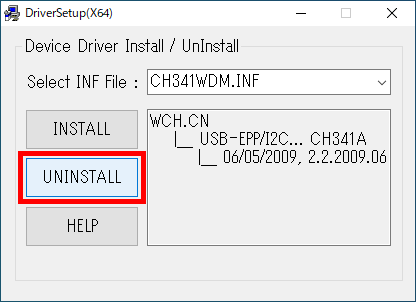 DriverSetup(X64)
Device Driver Install / UnInstall
Select INF File : CH341WDM.INF
INSTALL
WCH.CN
|__ USB-EPP/I2C... CH341A
|__ 06/05/2009, 2.2.2009.06
UNINSTALL
HELP